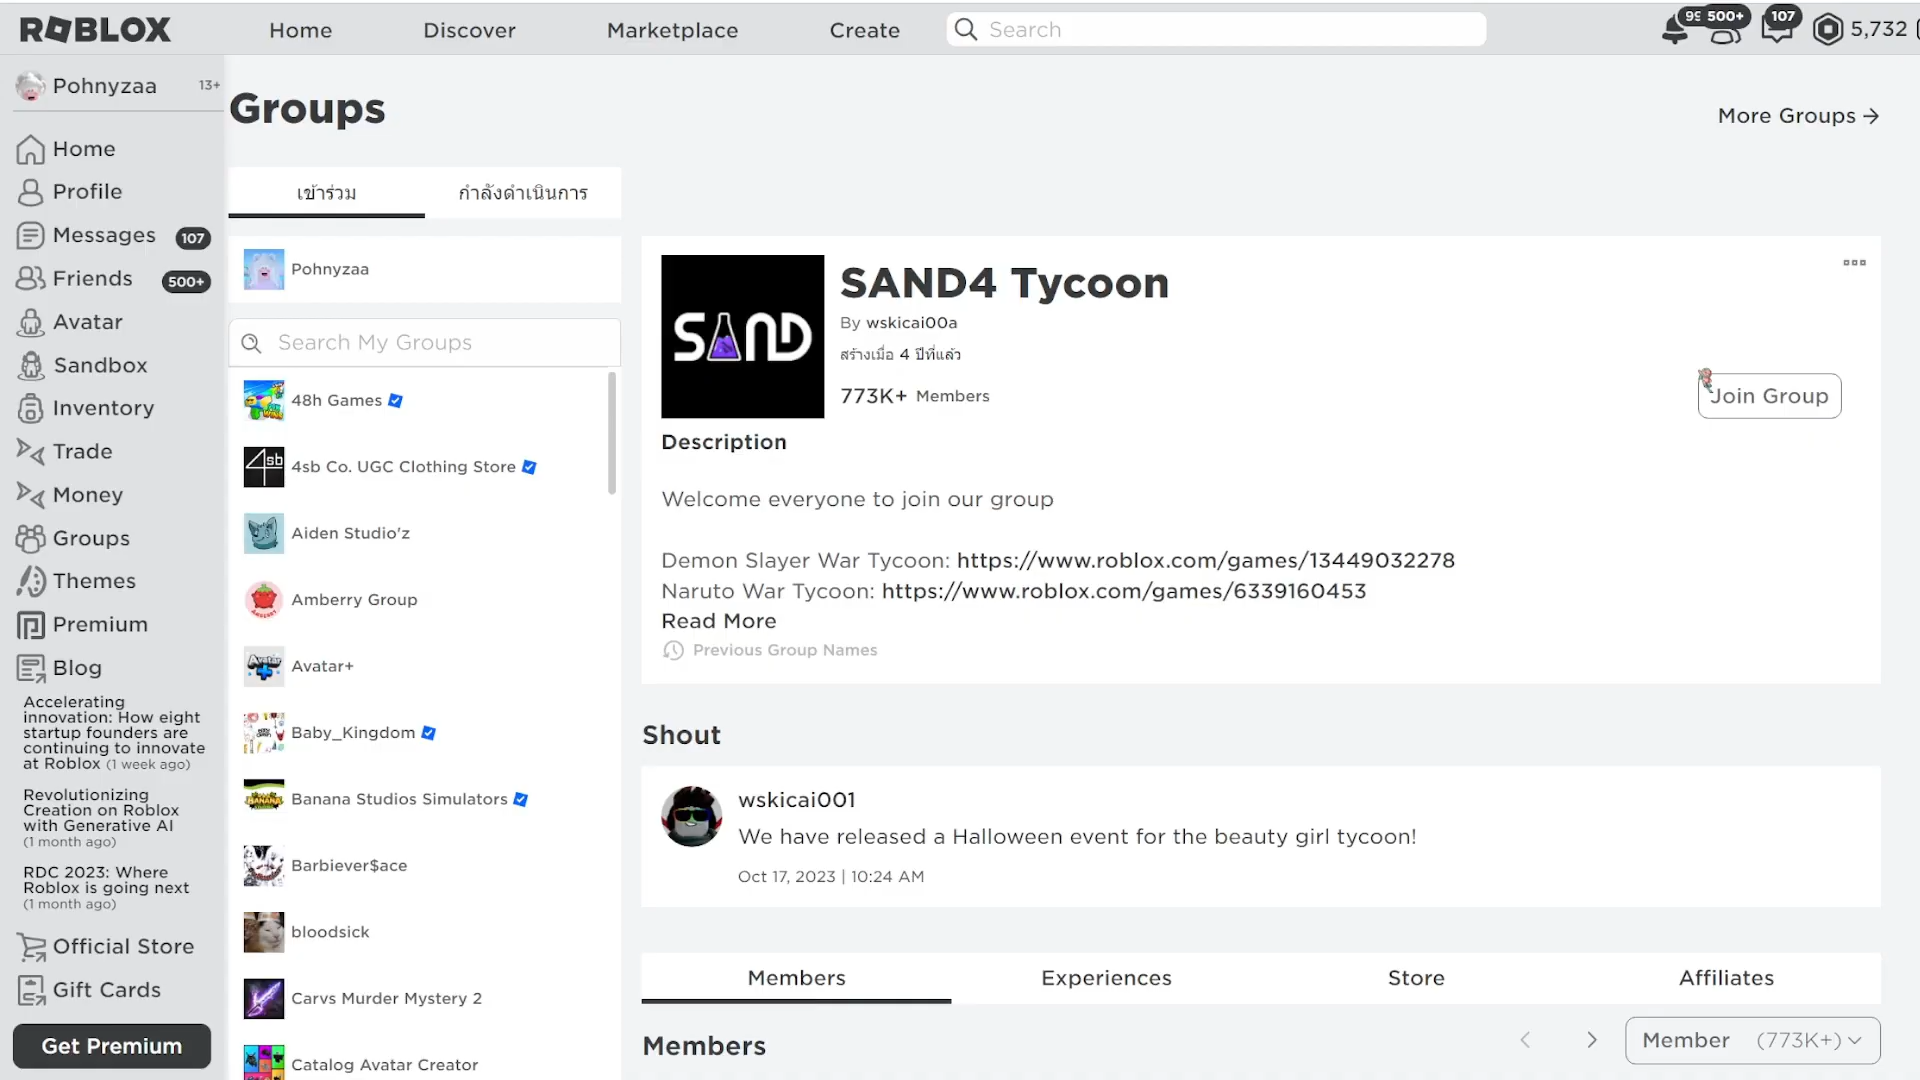 ROBLOX
Home
Discover
Marketplace
Create
Search
99
500+
107
5,732
Pohnyzaa
13+
Home
Profile
Messages
107
Friends
500+
Avatar
Sandbox
Inventory
Trade
Money
Groups
Themes
Premium
Blog
Accelerating
innovation: How eight
startup founders are
continuing to innovate
at Roblox (1 week ago)
Revolutionizing
Creation on Roblox
with Generative AI
(1 month ago)
RDC 2023: Where
Roblox is going next
(1 month ago)
Official Store
Gift Cards
Get Premium
Groups
More Groups →
เข้าร่วม
กำลังดำเนินการ
Pohnyzaa
Search My Groups
48h Games
4sb
4sb Co. UGC Clothing Store
Aiden Studio'z
Amberry Group
Avatar+
Baby_Kingdom
Banana Studios Simulators
Barbiever$ace
bloodsick
Carvs Murder Mystery 2
Catalog Avatar Creator
SAND
SAND4 Tycoon
By wskicai00a
สร้างเมื่อ 4 ปีที่แล้ว
773K+ Members
Join Group
Description
Welcome everyone to join our group
Demon Slayer War Tycoon: https://www.roblox.com/games/13449032278
Naruto War Tycoon: https://www.roblox.com/games/6339160453
Read More
Previous Group Names
Shout
wskicai001
We have released a Halloween event for the beauty girl tycoon!
Oct 17, 2023 | 10:24 AM
Members
Experiences
Store
Affiliates
Members
Member (773K+)